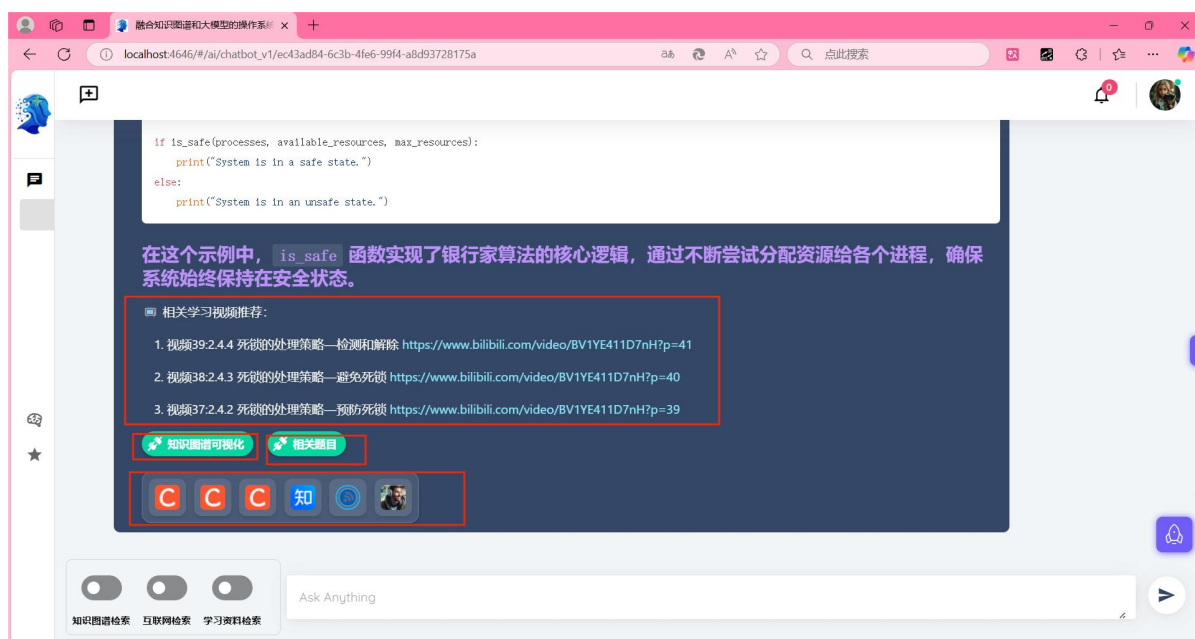 融合知识图谱和大模型的操作系统
localhost:4646/#/ai/chatbot_v1/ec43ad84-6c3b-4fe6-99f4-a8d93728175a
点此搜索
0
if is_safe(processes, available_resources, max_resources):
print("System is in a safe state.")
else:
print("System is in an unsafe state.")
在这个示例中， is_safe 函数实现了银行家算法的核心逻辑，通过不断尝试分配资源给各个进程，确保
系统始终保持在安全状态。
相关学习视频推荐：
1. 视频39:2.4.4 死锁的处理策略—检测和解除 https://www.bilibili.com/video/BV1YE411D7nH?p=41
2. 视频38:2.4.3 死锁的处理策略—避免死锁 https://www.bilibili.com/video/BV1YE411D7nH?p=40
3. 视频37:2.4.2 死锁的处理策略—预防死锁 https://www.bilibili.com/video/BV1YE411D7nH?p=39
知识图谱可视化 相关题目
C C C 知
Ask Anything
知识图谱检索 互联网检索 学习资料检索